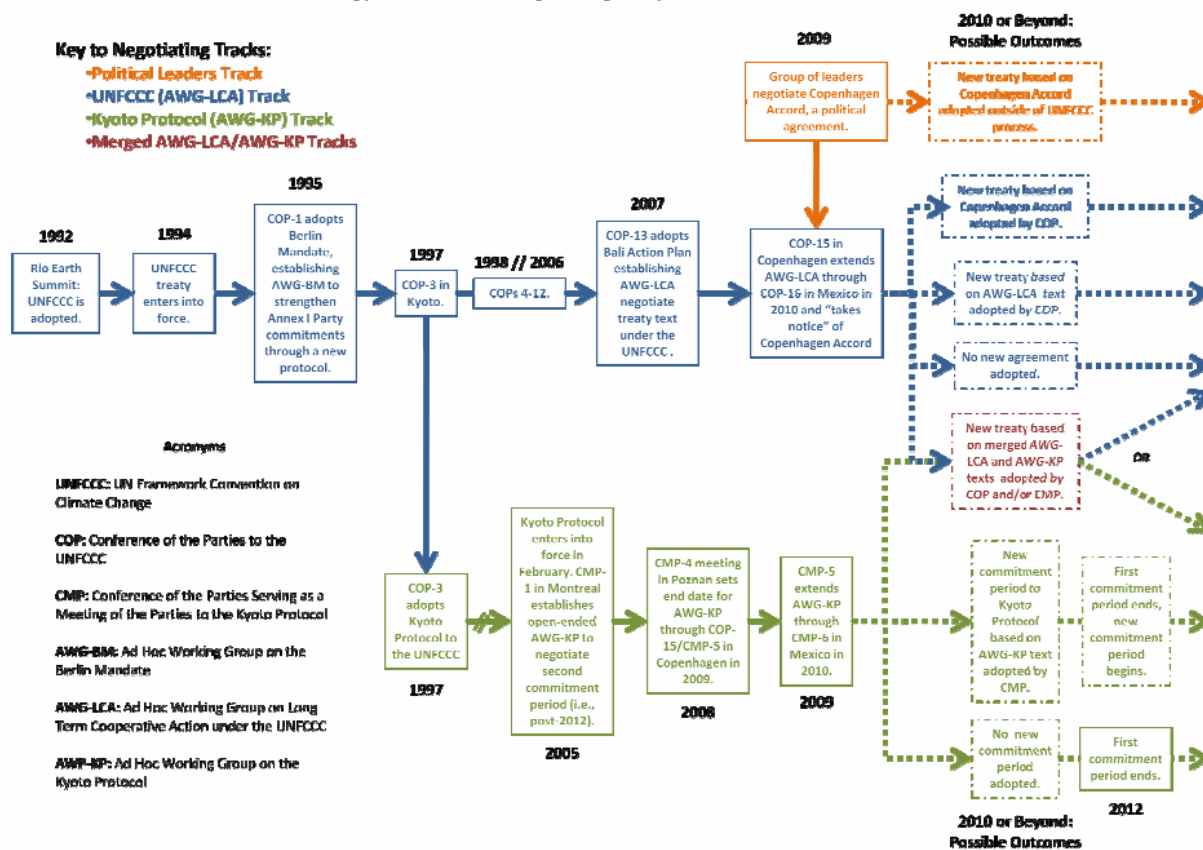 2010 or Beyond:
Possible Outcomes
2009
Key to Negotiating Tracks:
•Political Leaders Track
•UNFCCC (AWG-LCA) Track
•Kyoto Protocol (AWG-KP) Track
•Merged AWG-LCA/AWG-KP Tracks
Group of leaders
negotiate Copenhagen
Accord, a political
agreement.
New treaty based on
Copenhagen Accord
adopted outside of UNFCCC
process.
1992
Rio Earth
Summit:
UNFCCC is
adopted.
1994
UNFCCC
treaty
enters into
force.
1995
COP-1 adopts
Berlin
Mandate,
establishing
AWG-BM to
strengthen
Annex I Party
commitments
through a new
protocol.
1997
COP-3 in
Kyoto.
1998 // 2006
COPs 4-12.
2007
COP-13 adopts
Bali Action Plan
establishing
AWG-LCA
negotiate
treaty text
under the
UNFCCC .
COP-15 in
Copenhagen extends
AWG-LCA through
COP-16 in Mexico in
2010 and “takes
notice” of
Copenhagen Accord
New treaty based on
Copenhagen Accord
adopted by COP.
New treaty based
on AWG-LCA text
adopted by COP.
No new agreement
adopted.
New treaty based
on merged AWG-
LCA and AWG-KP
texts adopted by
COP and/or CMP.
OR
Acronyms
UNFCCC: UN Framework Convention on
Climate Change
COP: Conference of the Parties to the
UNFCCC
CMP: Conference of the Parties Serving as a
Meeting of the Parties to the Kyoto Protocol
AWG-BM: Ad Hoc Working Group on the
Berlin Mandate
AWG-LCA: Ad Hoc Working Group on Long
Term Cooperative Action under the UNFCCC
AWP-KP: Ad Hoc Working Group on the
Kyoto Protocol
COP-3
adopts
Kyoto
Protocol to
the UNFCCC
1997
Kyoto Protocol
enters into
force in
February. CMP-
1 in Montreal
establishes
open-ended
AWG-KP to
negotiate
second
commitment
period (i.e.,
post-2012).
2005
CMP-4 meeting
in Poznan sets
end date for
AWG-KP
through COP-
15/CMP-5 in
Copenhagen in
2009.
2008
CMP-5
extends
AWG-KP
through
CMP-6 in
Mexico in
2010.
2009
New
commitment
period to
Kyoto
Protocol
based on
AWG-KP text
adopted by
CMP.
First
commitment
period ends,
new
commitment
period
begins.
No new
commitment
period
adopted.
First
commitment
period ends.
2012
2010 or Beyond:
Possible Outcomes